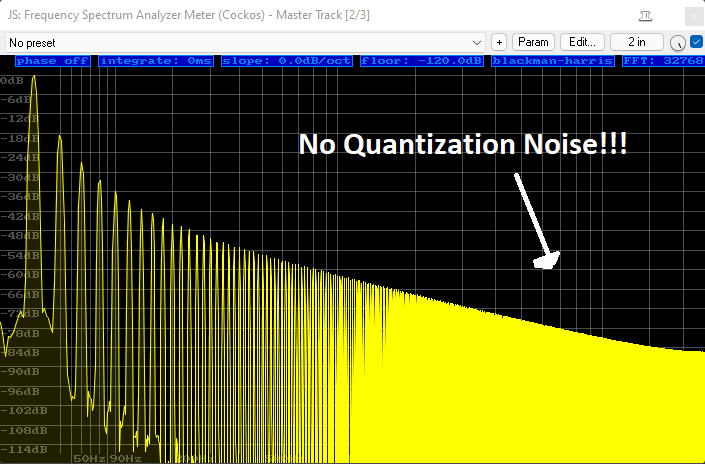 JS: Frequency Spectrum Analyzer Meter (Cockos) - Master Track [2/3]
No preset + Param Edit... 2 in
phase off integrate: 0ms slope: 0.0dB/oct floor: -120.0dB blackman-harris FFT: 32768
0dB
-6dB
-12dB
-18dB
No Quantization Noise!!!
-24dB
-30dB
-36dB
-42dB
-48dB
-54dB
-60dB
-66dB
-72dB
-78dB
-84dB
-90dB
-96dB
-102dB
-108dB
-114dB
50Hz 90Hz